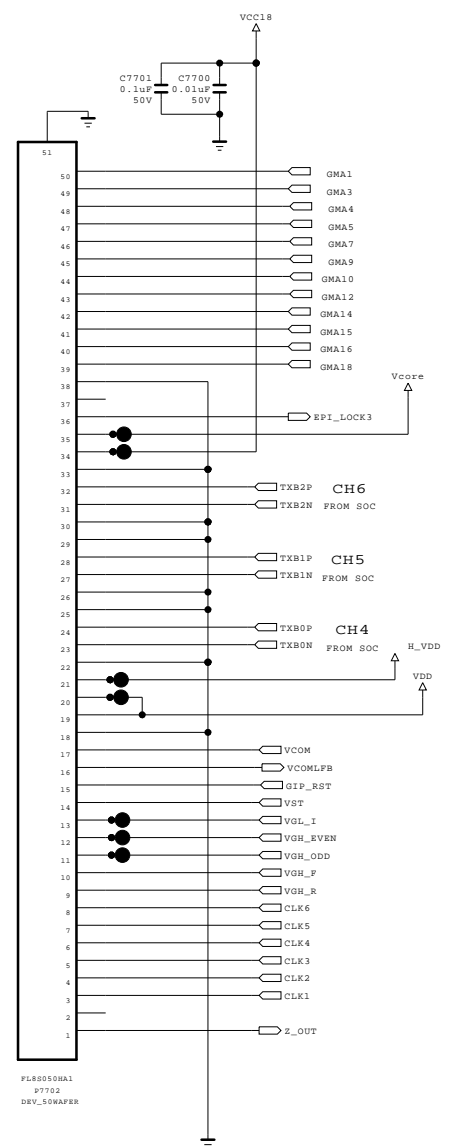 VCC18
C7701 C7700
0.1uF 0.01uF
50V 50V
51
50 GMA1
49 GMA3
48 GMA4
47 GMA5
46 GMA7
45 GMA9
44 GMA10
43 GMA12
42 GMA14
41 GMA15
40 GMA16
39 GMA18
38 Vcore
37
36 EPI_LOCK3
35
34
33
32 TXB2P CH6
31 TXB2N FROM SOC
30
29
28 TXB1P CH5
27 TXB1N FROM SOC
26
25
24 TXB0P CH4
23 TXB0N FROM SOC H_VDD
22
21 VDD
20
19
18
17 VCOM
16 VCOMLFB
15 GIP_RST
14 VST
13 VGL_I
12 VGH_EVEN
11 VGH_ODD
10 VGH_F
9 VGH_R
8 CLK6
7 CLK5
6 CLK4
5 CLK3
4 CLK2
3 CLK1
2
1 Z_OUT
FL8S050HA1
P7702
DEV_50WAFER